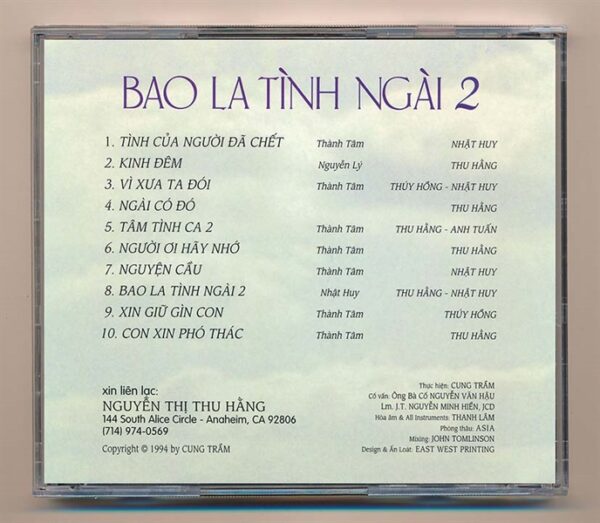 BAO LA TÌNH NGÀI 2
1. TÌNH CỦA NGƯỜI ĐÃ CHẾT Thành Tâm NHẬT HUY
2. KINH ĐÊM Nguyễn Lý THU HẰNG
3. VÌ XƯA TA ĐÓI Thành Tâm THÚY HỒNG - NHẬT HUY
4. NGÀI CÓ ĐÓ THU HẰNG
5. TÂM TÌNH CA 2 Thành Tâm THU HẰNG - ANH TUẤN
6. NGƯỜI ƠI HÃY NHỚ Thành Tâm THU HẰNG
7. NGUYỆN CẦU Thành Tâm NHẬT HUY
8. BAO LA TÌNH NGÀI 2 Nhật Huy THU HẰNG - NHẬT HUY
9. XIN GIỮ GÌN CON Thành Tâm THÚY HỒNG
10. CON XIN PHÓ THÁC Thành Tâm THU HẰNG
xin liên lạc:
NGUYỄN THỊ THU HẰNG
144 South Alice Circle - Anaheim, CA 92806
(714) 974-0569
Copyright © 1994 by CUNG TRẦM
Thực hiện: CUNG TRẦM
Cố vấn: Ông Bà Cố NGUYỄN VĂN HẬU
Lm. J.T. NGUYỄN MINH HIỂN, JCD
Hòa âm & All Instruments: THANH LÂM
Phòng thâu: ASIA
Mixing: JOHN TOMLINSON
Design & Ấn Loát: EAST WEST PRINTING